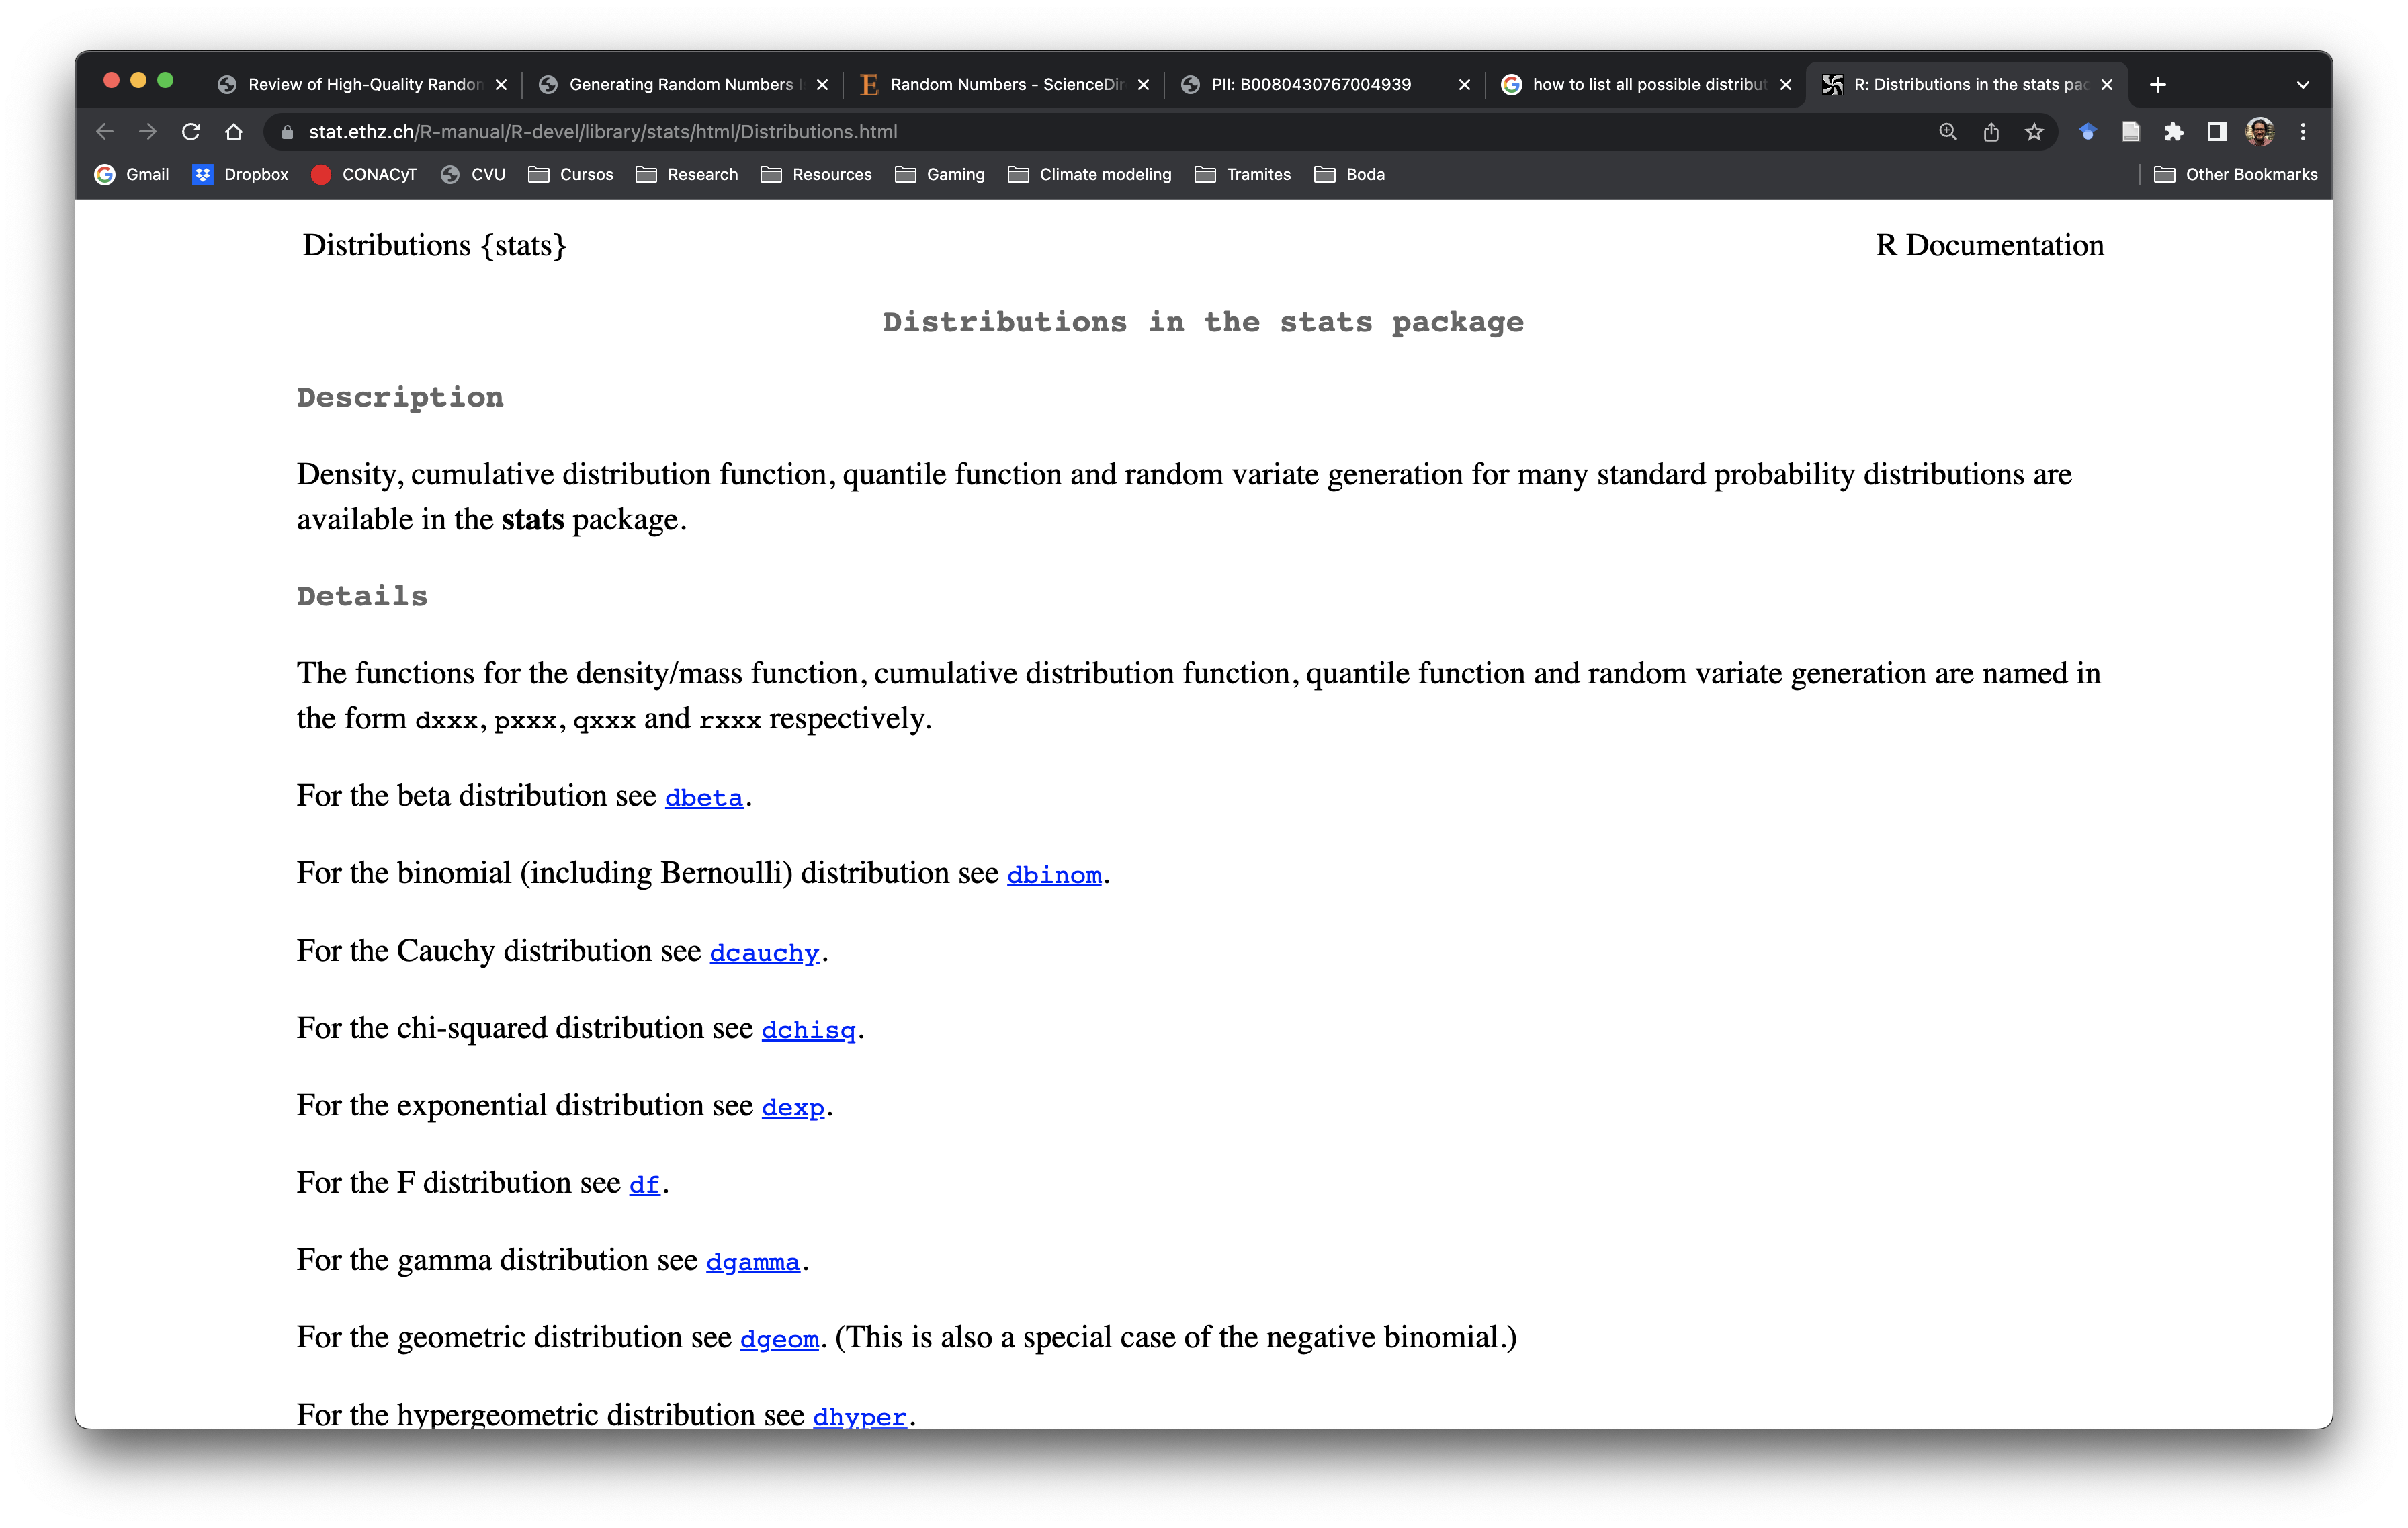 Review of High-Quality Randon
Generating Random Numbers I
Random Numbers - ScienceDir
PII: B0080430767004939
how to list all possible distribut
R: Distributions in the stats pac
stat.ethz.ch/R-manual/R-devel/library/stats/html/Distributions.html
Gmail Dropbox CONACyT CVU Cursos Research Resources Gaming Climate modeling Tramites Boda Other Bookmarks
Distributions {stats} R Documentation
Distributions in the stats package
Description
Density, cumulative distribution function, quantile function and random variate generation for many standard probability distributions are
available in the stats package.
Details
The functions for the density/mass function, cumulative distribution function, quantile function and random variate generation are named in
the form dxxx, pxxx, qxxx and rxxx respectively.
For the beta distribution see dbeta.
For the binomial (including Bernoulli) distribution see dbinom.
For the Cauchy distribution see dcauchy.
For the chi-squared distribution see dchisq.
For the exponential distribution see dexp.
For the F distribution see df.
For the gamma distribution see dgamma.
For the geometric distribution see dgeom. (This is also a special case of the negative binomial.)
For the hypergeometric distribution see dhyper.